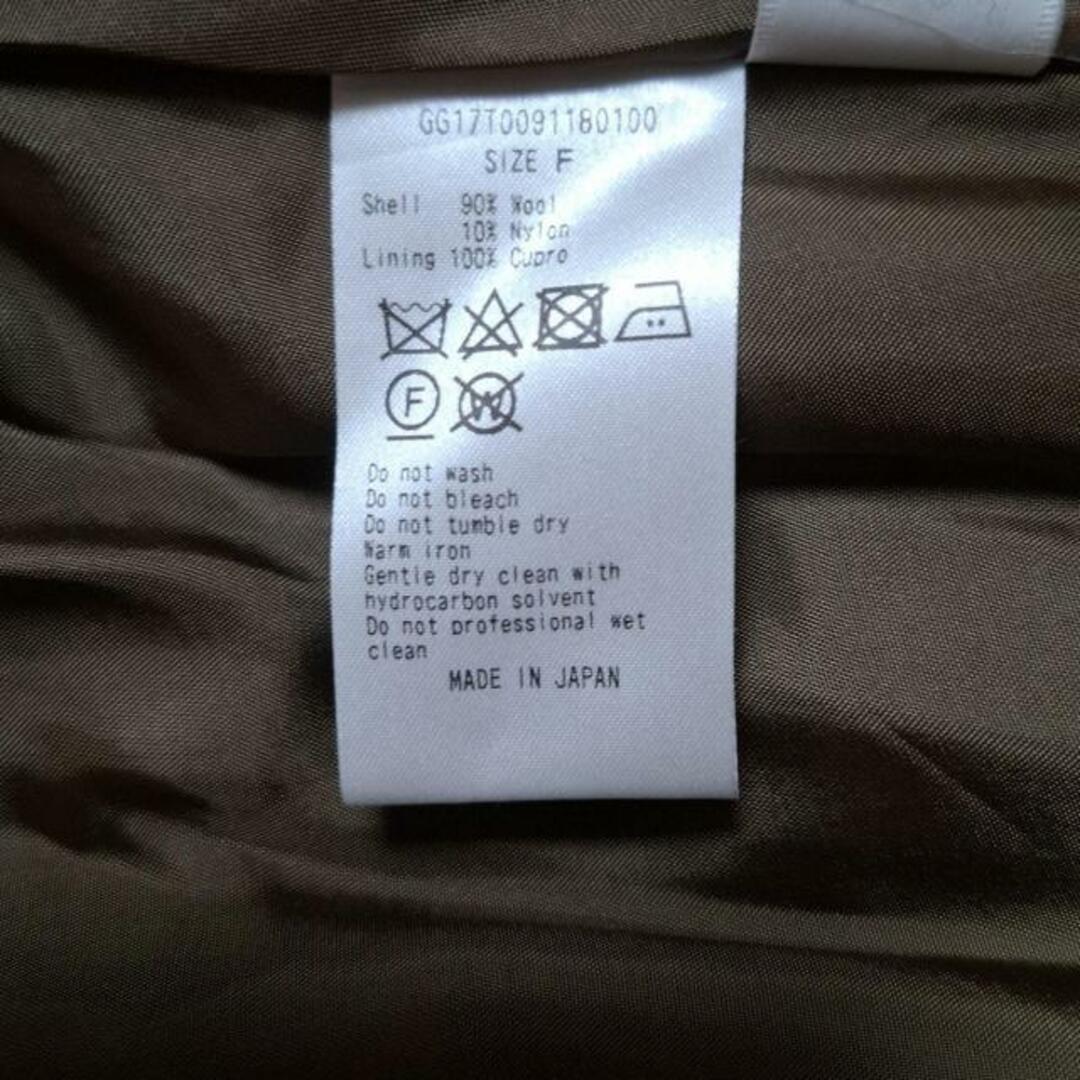 GG17T0091180100
SIZE F
Shell 90% Wool
10% Nylon
Lining 100% Cupro
F
W
Do not wash
Do not bleach
Do not tumble dry
Warm iron
Gentle dry clean with
hydrocarbon solvent
Do not professional wet
clean
MADE IN JAPAN